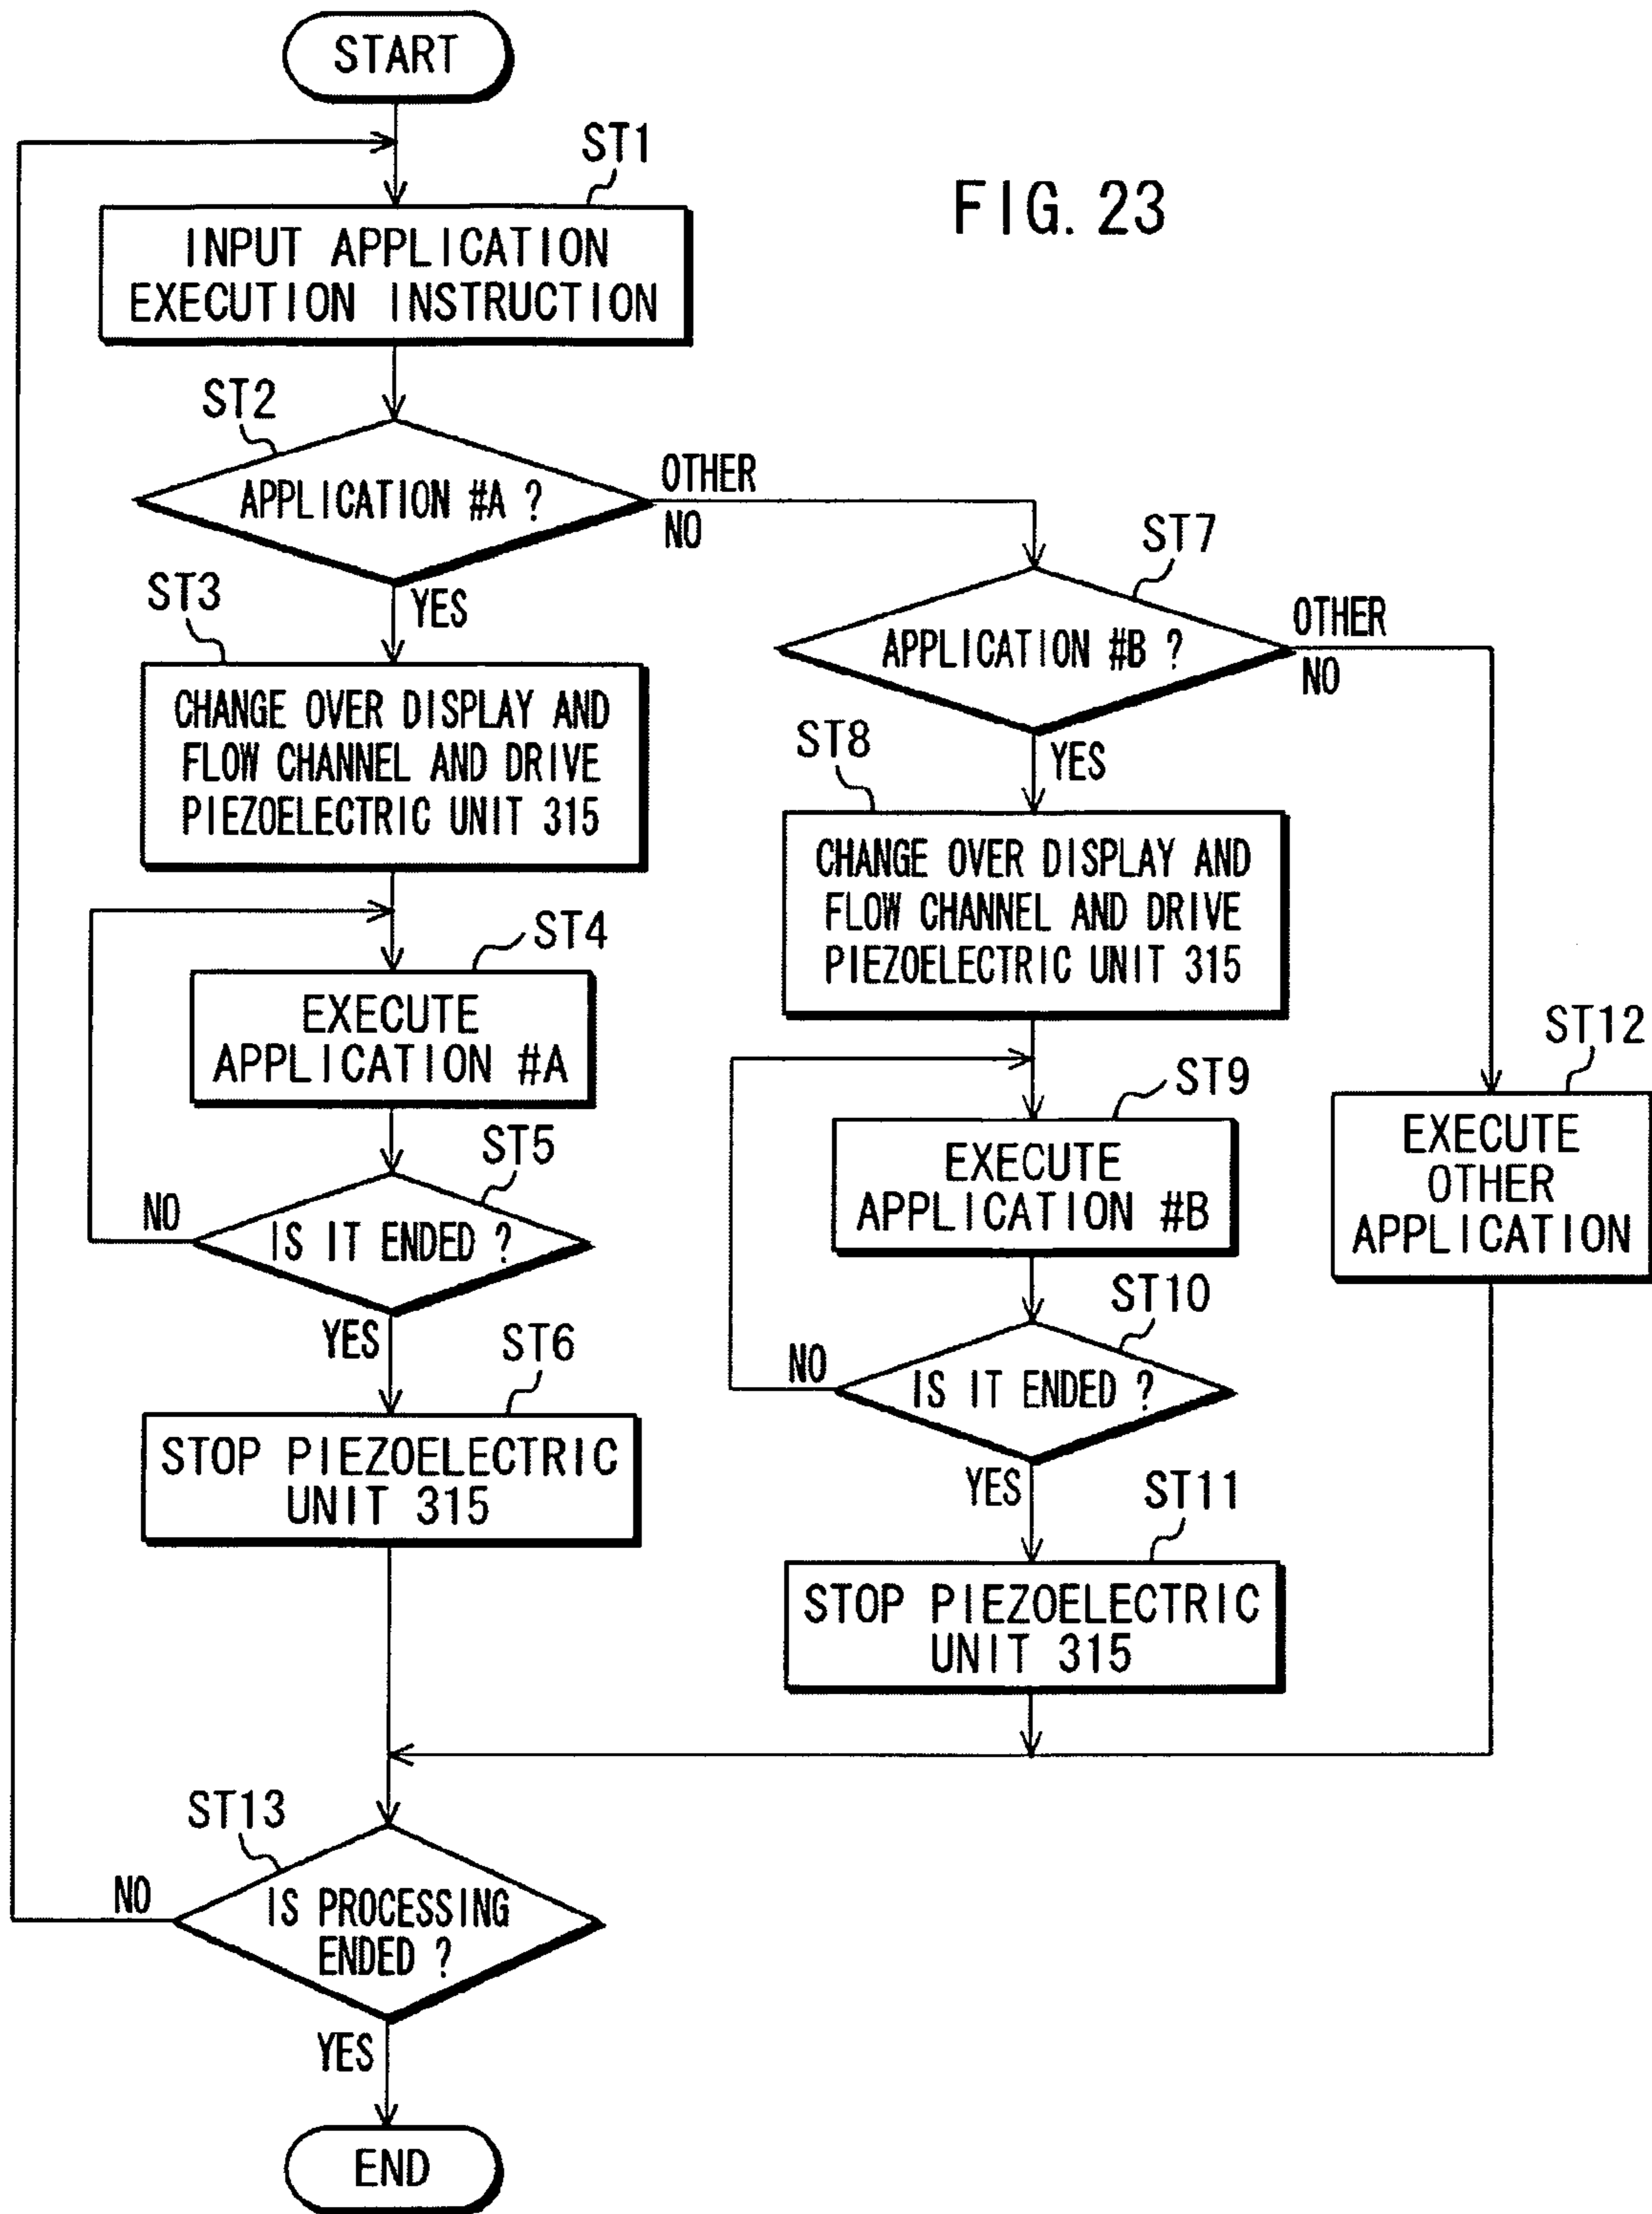 START
FIG. 23
ST1
INPUT APPLICATION
EXECUTION INSTRUCTION
ST2
APPLICATION #A ?
OTHER
NO
YES
ST3
CHANGE OVER DISPLAY AND
FLOW CHANNEL AND DRIVE
PIEZOELECTRIC UNIT 315
ST4
EXECUTE
APPLICATION #A
ST5
IS IT ENDED ?
NO
YES
ST6
STOP PIEZOELECTRIC
UNIT 315
ST7
APPLICATION #B ?
OTHER
NO
YES
ST8
CHANGE OVER DISPLAY AND
FLOW CHANNEL AND DRIVE
PIEZOELECTRIC UNIT 315
ST9
EXECUTE
APPLICATION #B
ST10
IS IT ENDED ?
NO
YES
ST11
STOP PIEZOELECTRIC
UNIT 315
ST12
EXECUTE
OTHER
APPLICATION
ST13
IS PROCESSING
ENDED ?
NO
YES
END